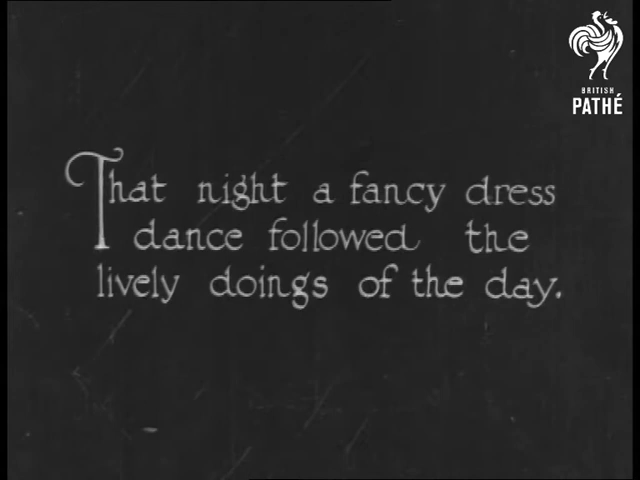 BRITISH
PATHÉ
That night a fancy dress
dance followed the
lively doings of the day.